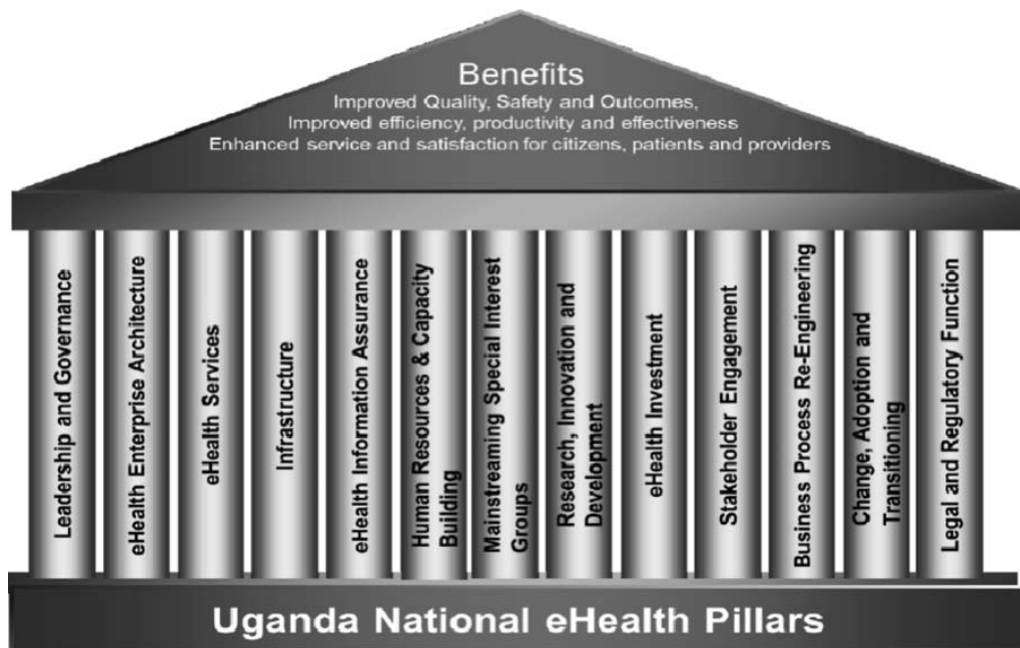 Benefits
Improved Quality, Safety and Outcomes,
Improved efficiency, productivity and effectiveness
Enhanced service and satisfaction for citizens, patients and providers
Leadership and Governance
eHealth Enterprise Architecture
eHealth Services
Infrastructure
eHealth Information Assurance
Human Resources & Capacity
Building
Mainstreaming Special Interest
Groups
Research, Innovation and
Development
eHealth Investment
Stakeholder Engagement
Business Process Re-Engineering
Change, Adoption and
Transitioning
Legal and Regulatory Function
Uganda National eHealth Pillars